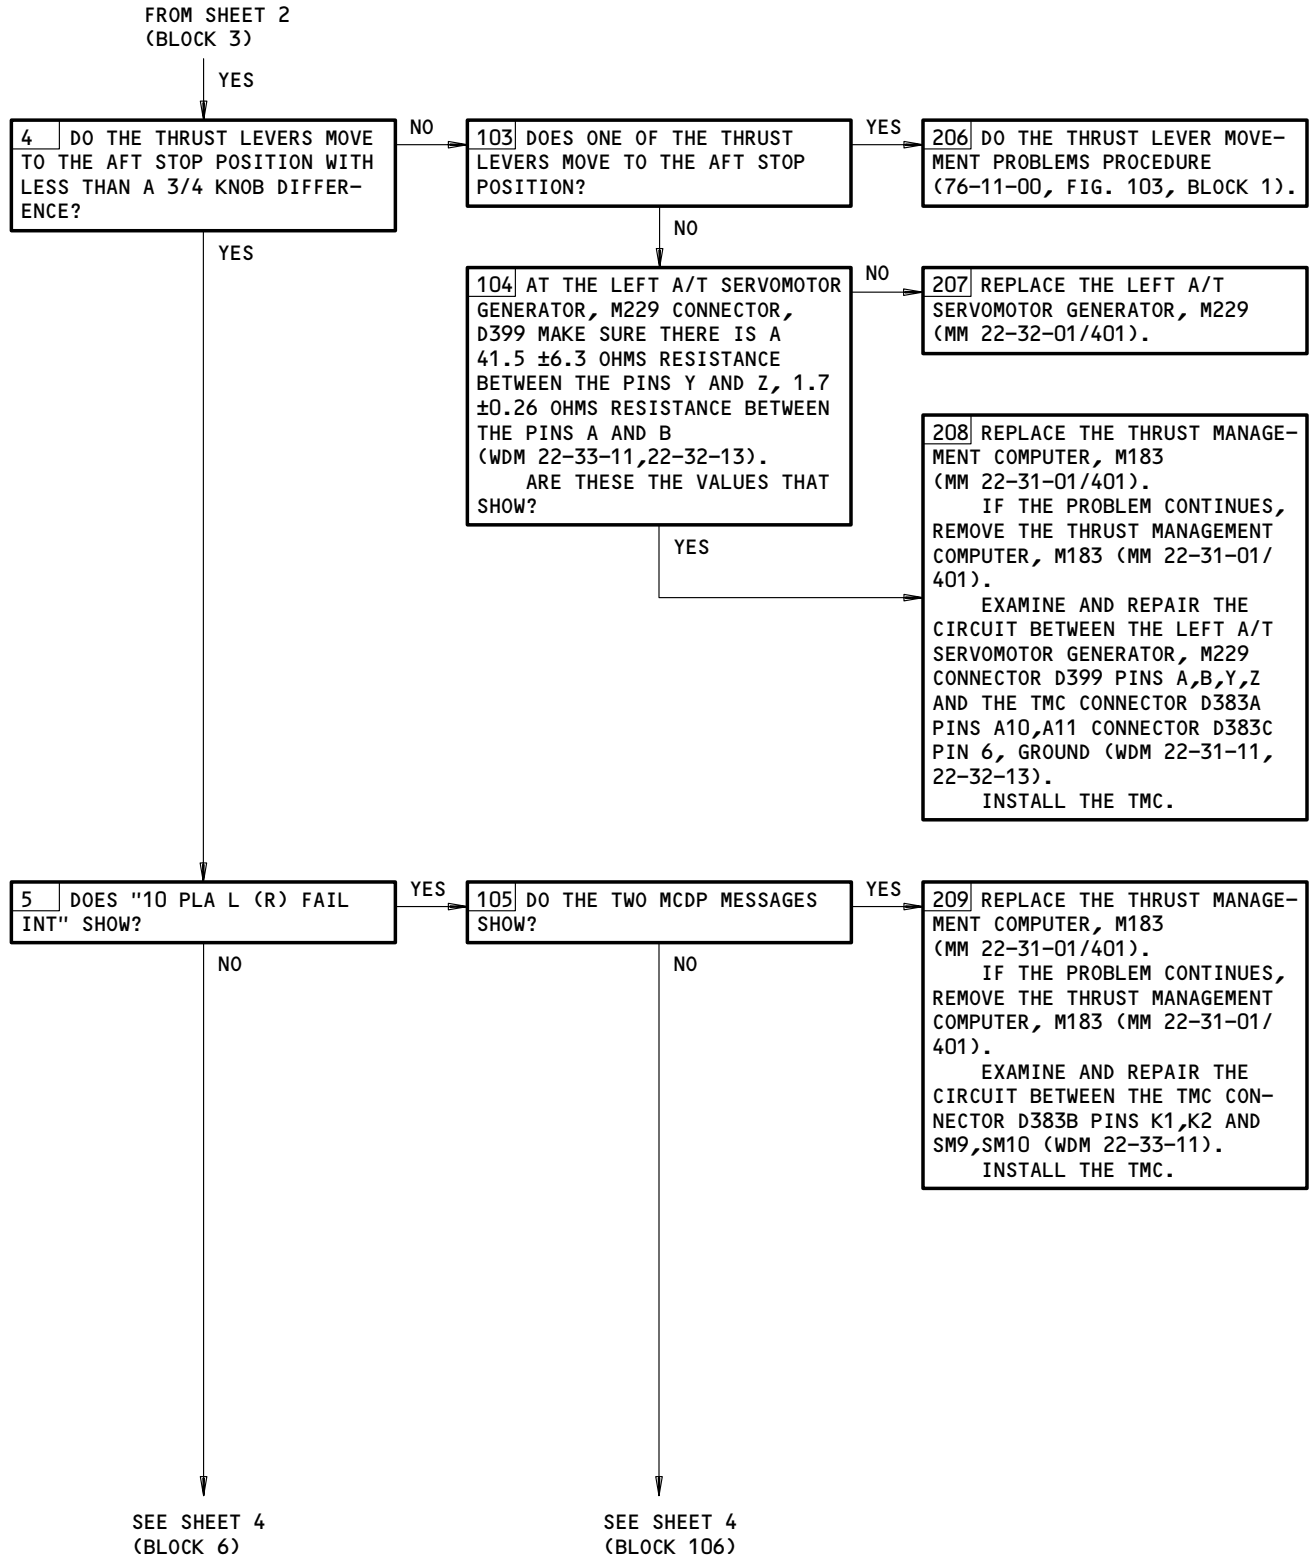 FROM SHEET 2
(BLOCK 3)
YES
4 DO THE THRUST LEVERS MOVE
TO THE AFT STOP POSITION WITH
LESS THAN A 3/4 KNOB DIFFER-
ENCE?
NO
103 DOES ONE OF THE THRUST
LEVERS MOVE TO THE AFT STOP
POSITION?
YES
206 DO THE THRUST LEVER MOVE-
MENT PROBLEMS PROCEDURE
(76-11-00, FIG. 103, BLOCK 1).
YES
NO
104 AT THE LEFT A/T SERVOMOTOR
GENERATOR, M229 CONNECTOR,
D399 MAKE SURE THERE IS A
41.5 ±6.3 OHMS RESISTANCE
BETWEEN THE PINS Y AND Z, 1.7
±0.26 OHMS RESISTANCE BETWEEN
THE PINS A AND B
(WDM 22-33-11,22-32-13).
ARE THESE THE VALUES THAT
SHOW?
NO
207 REPLACE THE LEFT A/T
SERVOMOTOR GENERATOR, M229
(MM 22-32-01/401).
YES
208 REPLACE THE THRUST MANAGE-
MENT COMPUTER, M183
(MM 22-31-01/401).
IF THE PROBLEM CONTINUES,
REMOVE THE THRUST MANAGEMENT
COMPUTER, M183 (MM 22-31-01/
401).
EXAMINE AND REPAIR THE
CIRCUIT BETWEEN THE LEFT A/T
SERVOMOTOR GENERATOR, M229
CONNECTOR D399 PINS A,B,Y,Z
AND THE TMC CONNECTOR D383A
PINS A10,A11 CONNECTOR D383C
PIN 6, GROUND (WDM 22-31-11,
22-32-13).
INSTALL THE TMC.
5 DOES "10 PLA L (R) FAIL
INT" SHOW?
YES
105 DO THE TWO MCDP MESSAGES
SHOW?
YES
209 REPLACE THE THRUST MANAGE-
MENT COMPUTER, M183
(MM 22-31-01/401).
IF THE PROBLEM CONTINUES,
REMOVE THE THRUST MANAGEMENT
COMPUTER, M183 (MM 22-31-01/
401).
EXAMINE AND REPAIR THE
CIRCUIT BETWEEN THE TMC CON-
NECTOR D383B PINS K1,K2 AND
SM9,SM10 (WDM 22-33-11).
INSTALL THE TMC.
NO
NO
SEE SHEET 4
(BLOCK 6)
SEE SHEET 4
(BLOCK 106)